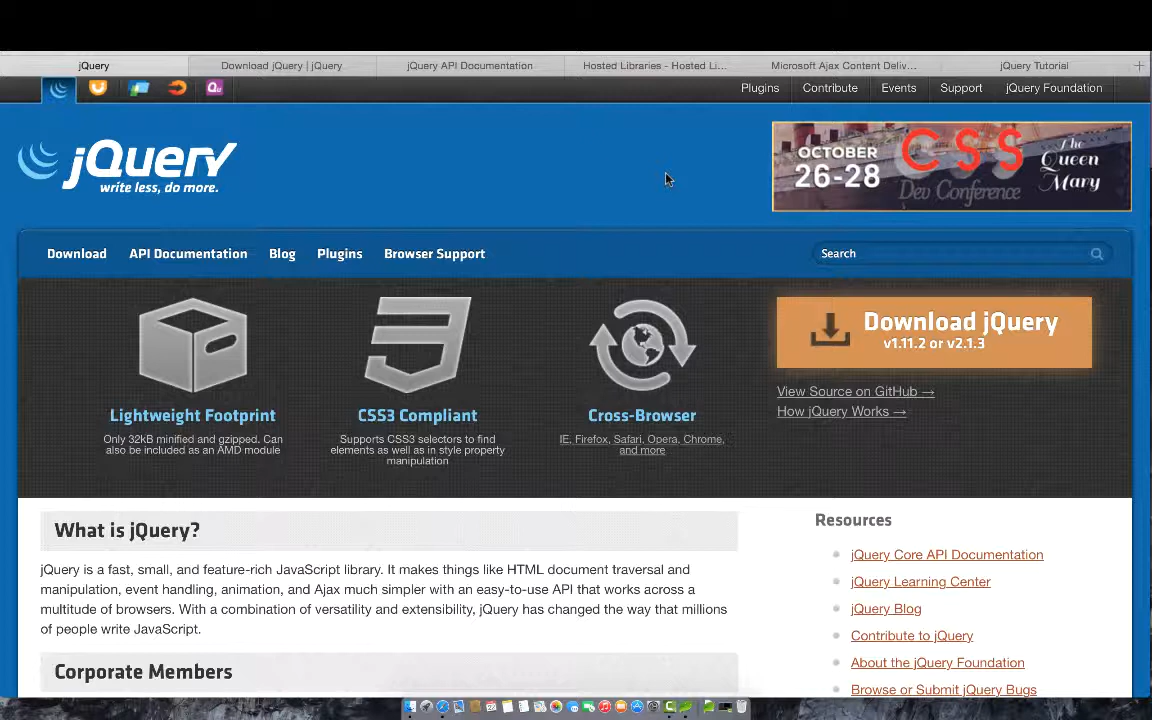 jQuery
Download jQuery | jQuery
jQuery API Documentation
Hosted Libraries - Hosted Li...
Microsoft Ajax Content Deliv...
jQuery Tutorial
Qu
Plugins
Contribute
Events
Support
jQuery Foundation
jQuery
write less, do more.
OCTOBER
26-28
CSS
Dev Conference
The
Queen
Mary
Download
API Documentation
Blog
Plugins
Browser Support
Search
Lightweight Footprint
Only 32kB minified and gzipped. Can
also be included as an AMD module
CSS3 Compliant
Supports CSS3 selectors to find
elements as well as in style property
manipulation
Cross-Browser
IE, Firefox, Safari, Opera, Chrome,
and more
Download jQuery
v1.11.2 or v2.1.3
View Source on GitHub →
How jQuery Works →
What is jQuery?
jQuery is a fast, small, and feature-rich JavaScript library. It makes things like HTML document traversal and
manipulation, event handling, animation, and Ajax much simpler with an easy-to-use API that works across a
multitude of browsers. With a combination of versatility and extensibility, jQuery has changed the way that millions
of people write JavaScript.
Corporate Members
Resources
jQuery Core API Documentation
jQuery Learning Center
jQuery Blog
Contribute to jQuery
About the jQuery Foundation
Browse or Submit jQuery Bugs